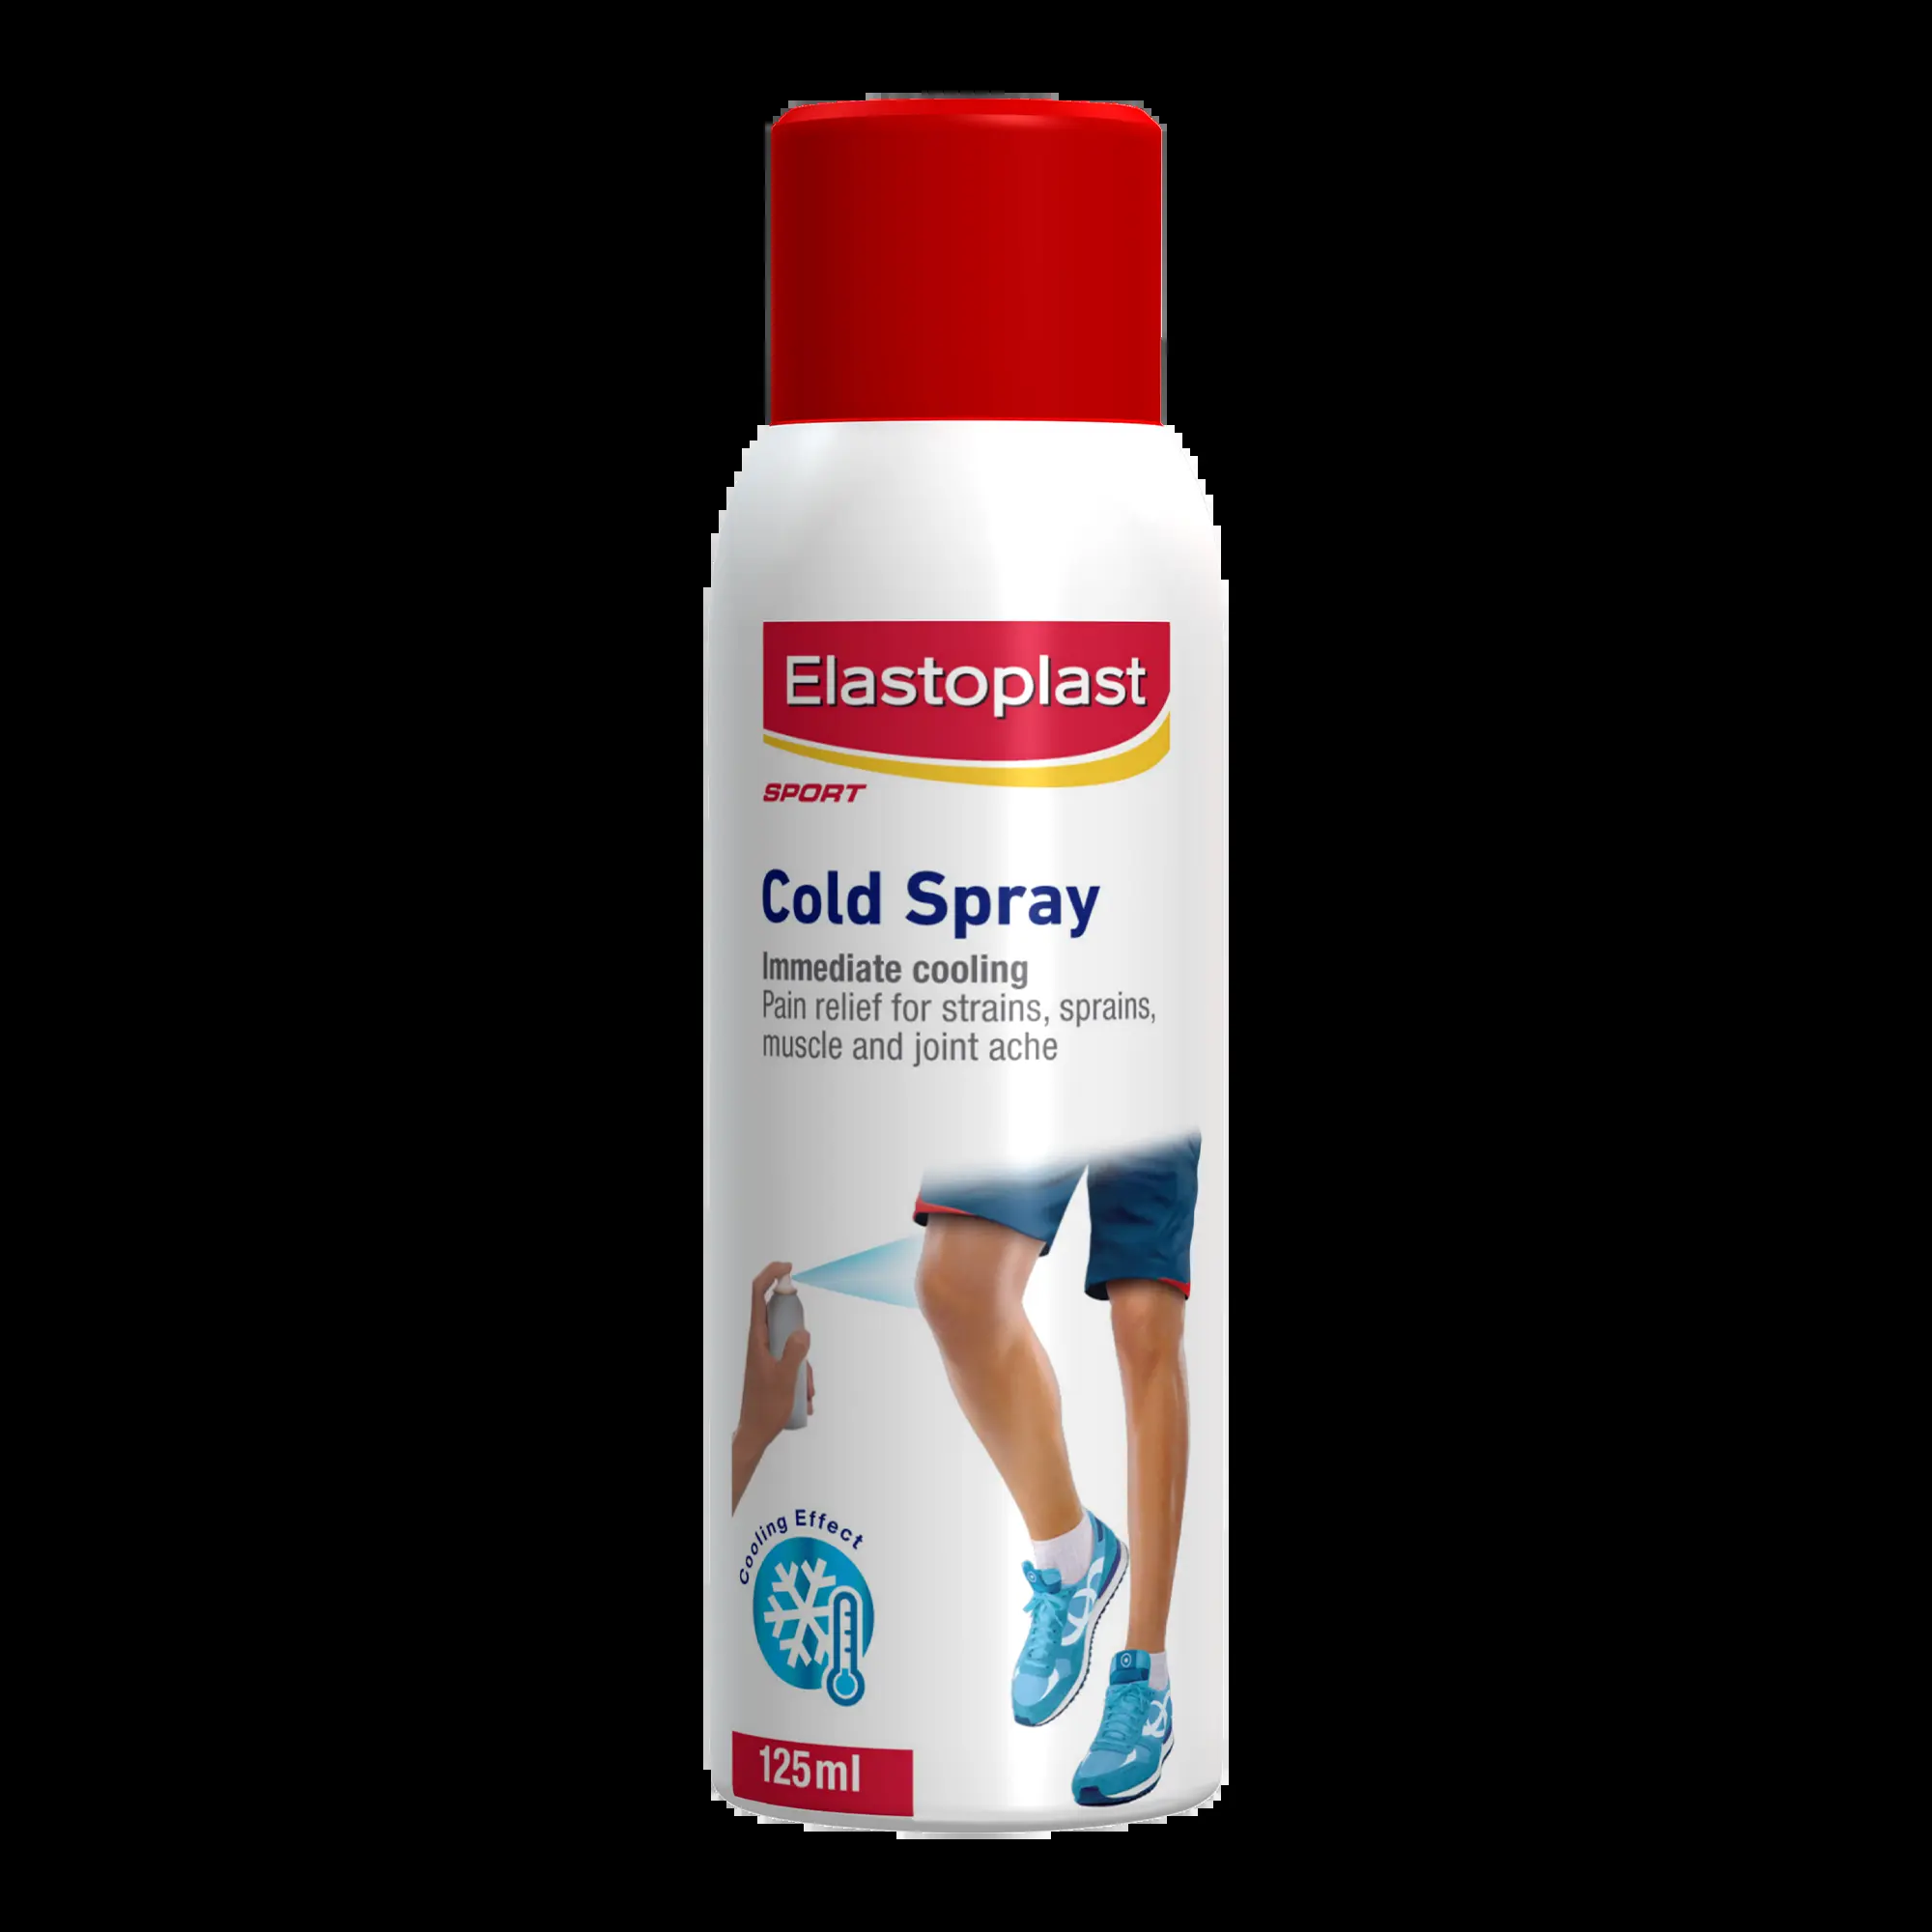 Elastoplast
SPORT
Cold Spray
Immediate cooling
Pain relief for strains, sprains,
muscle and joint ache
Cooling Effect
125ml